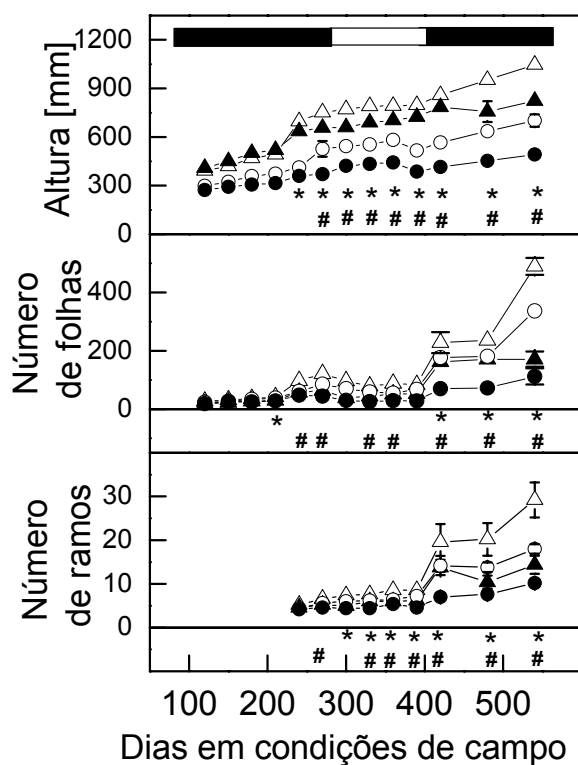 Altura [mm]
1200
900
600
300
0
* * * * * * * *
# # # # # # #
Número de folhas
400
200
0
* * * *
# # # # # # #
Número de ramos
30
20
10
0
* * * * * * *
# # # # # # #
100 200 300 400 500
Dias em condições de campo